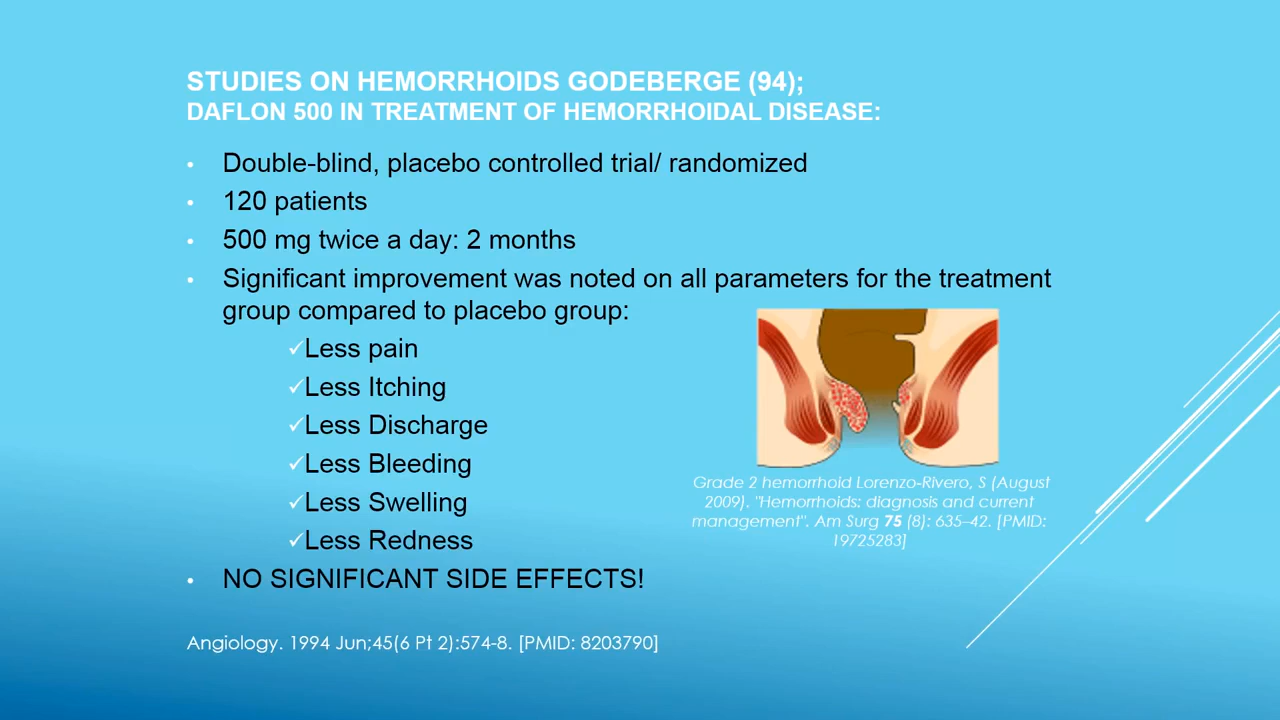 STUDIES ON HEMORRHOIDS GODEBERGE (94);
DAFLON 500 IN TREATMENT OF HEMORRHOIDAL DISEASE:
• Double-blind, placebo controlled trial/ randomized
• 120 patients
• 500 mg twice a day: 2 months
• Significant improvement was noted on all parameters for the treatment
group compared to placebo group:
✓Less pain
✓Less Itching
✓Less Discharge
✓Less Bleeding
✓Less Swelling
✓Less Redness
• NO SIGNIFICANT SIDE EFFECTS!
Grade 2 hemorrhoid Lorenzo-Rivero, S (August
2009). "Hemorrhoids: diagnosis and current
management". Am Surg 75 (8): 635–42. [PMID:
19725283]
Angiology. 1994 Jun;45(6 Pt 2):574-8. [PMID: 8203790]